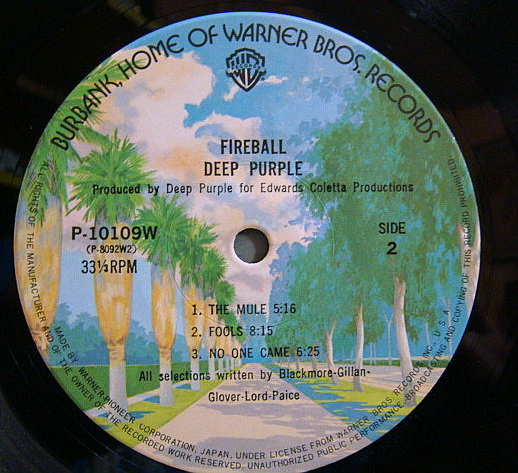 BURBANK, HOME OF WARNER BROS. RECORDS
FIREBALL
DEEP PURPLE
Produced by Deep Purple for Edwards Coletta Productions
P-10109W
(P-8092W2)
33⅓RPM
SIDE
2
1. THE MULE 5:16
2. FOOLS 8:15
3. NO ONE CAME 6:25
All selections written by Blackmore-Gillan-
Glover-Lord-Paice
MADE BY WARNER-PIONEER CORPORATION, JAPAN, UNDER LICENSE FROM WARNER BROS. RECORDS INC., U.S.A.
ALL RIGHTS OF THE MANUFACTURER AND OF THE OWNER OF THE RECORDED WORK RESERVED. UNAUTHORIZED PUBLIC PERFORMANCE, BROADCASTING AND COPYING OF THIS RECORD PROHIBITED.